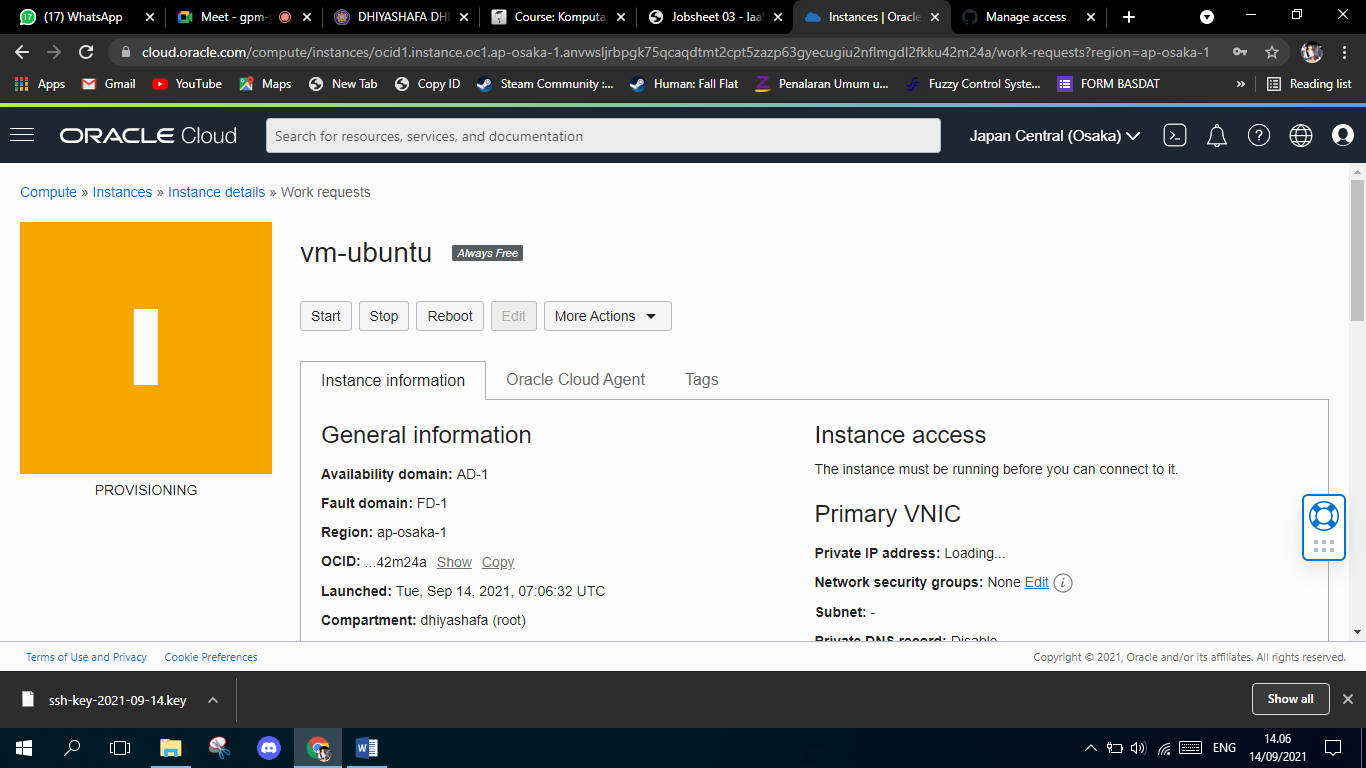 (17) WhatsApp
Meet - gpm-y
DHIYASHAFA DHI
Course: Komputas
Jobsheet 03 - IaaS
Instances | Oracle
Manage access
cloud.oracle.com/compute/instances/ocid1.instance.oc1.ap-osaka-1.anvwsljrbpgk75qcaqdtmt2cpt5zazp63gyecugiu2nflmgdl2fkku42m24a/work-requests?region=ap-osaka-1
Apps
Gmail
YouTube
Maps
New Tab
Copy ID
Steam Community :...
Human: Fall Flat
Penalaran Umum u...
Fuzzy Control Syste...
FORM BASDAT
»
Reading list
ORACLE Cloud
Search for resources, services, and documentation
Japan Central (Osaka)
Compute » Instances » Instance details » Work requests
I
PROVISIONING
vm-ubuntu
Always Free
Start
Stop
Reboot
Edit
More Actions
Instance information
Oracle Cloud Agent
Tags
General information
Availability domain: AD-1
Fault domain: FD-1
Region: ap-osaka-1
OCID: ...42m24a Show Copy
Launched: Tue, Sep 14, 2021, 07:06:32 UTC
Compartment: dhiyashafa (root)
Instance access
The instance must be running before you can connect to it.
Primary VNIC
Private IP address: Loading...
Network security groups: None Edit
Subnet: -
Private DNS record: Disable
Terms of Use and Privacy
Cookie Preferences
Copyright © 2021, Oracle and/or its affiliates. All rights reserved.
ssh-key-2021-09-14.key
Show all
ENG
14.06
14/09/2021